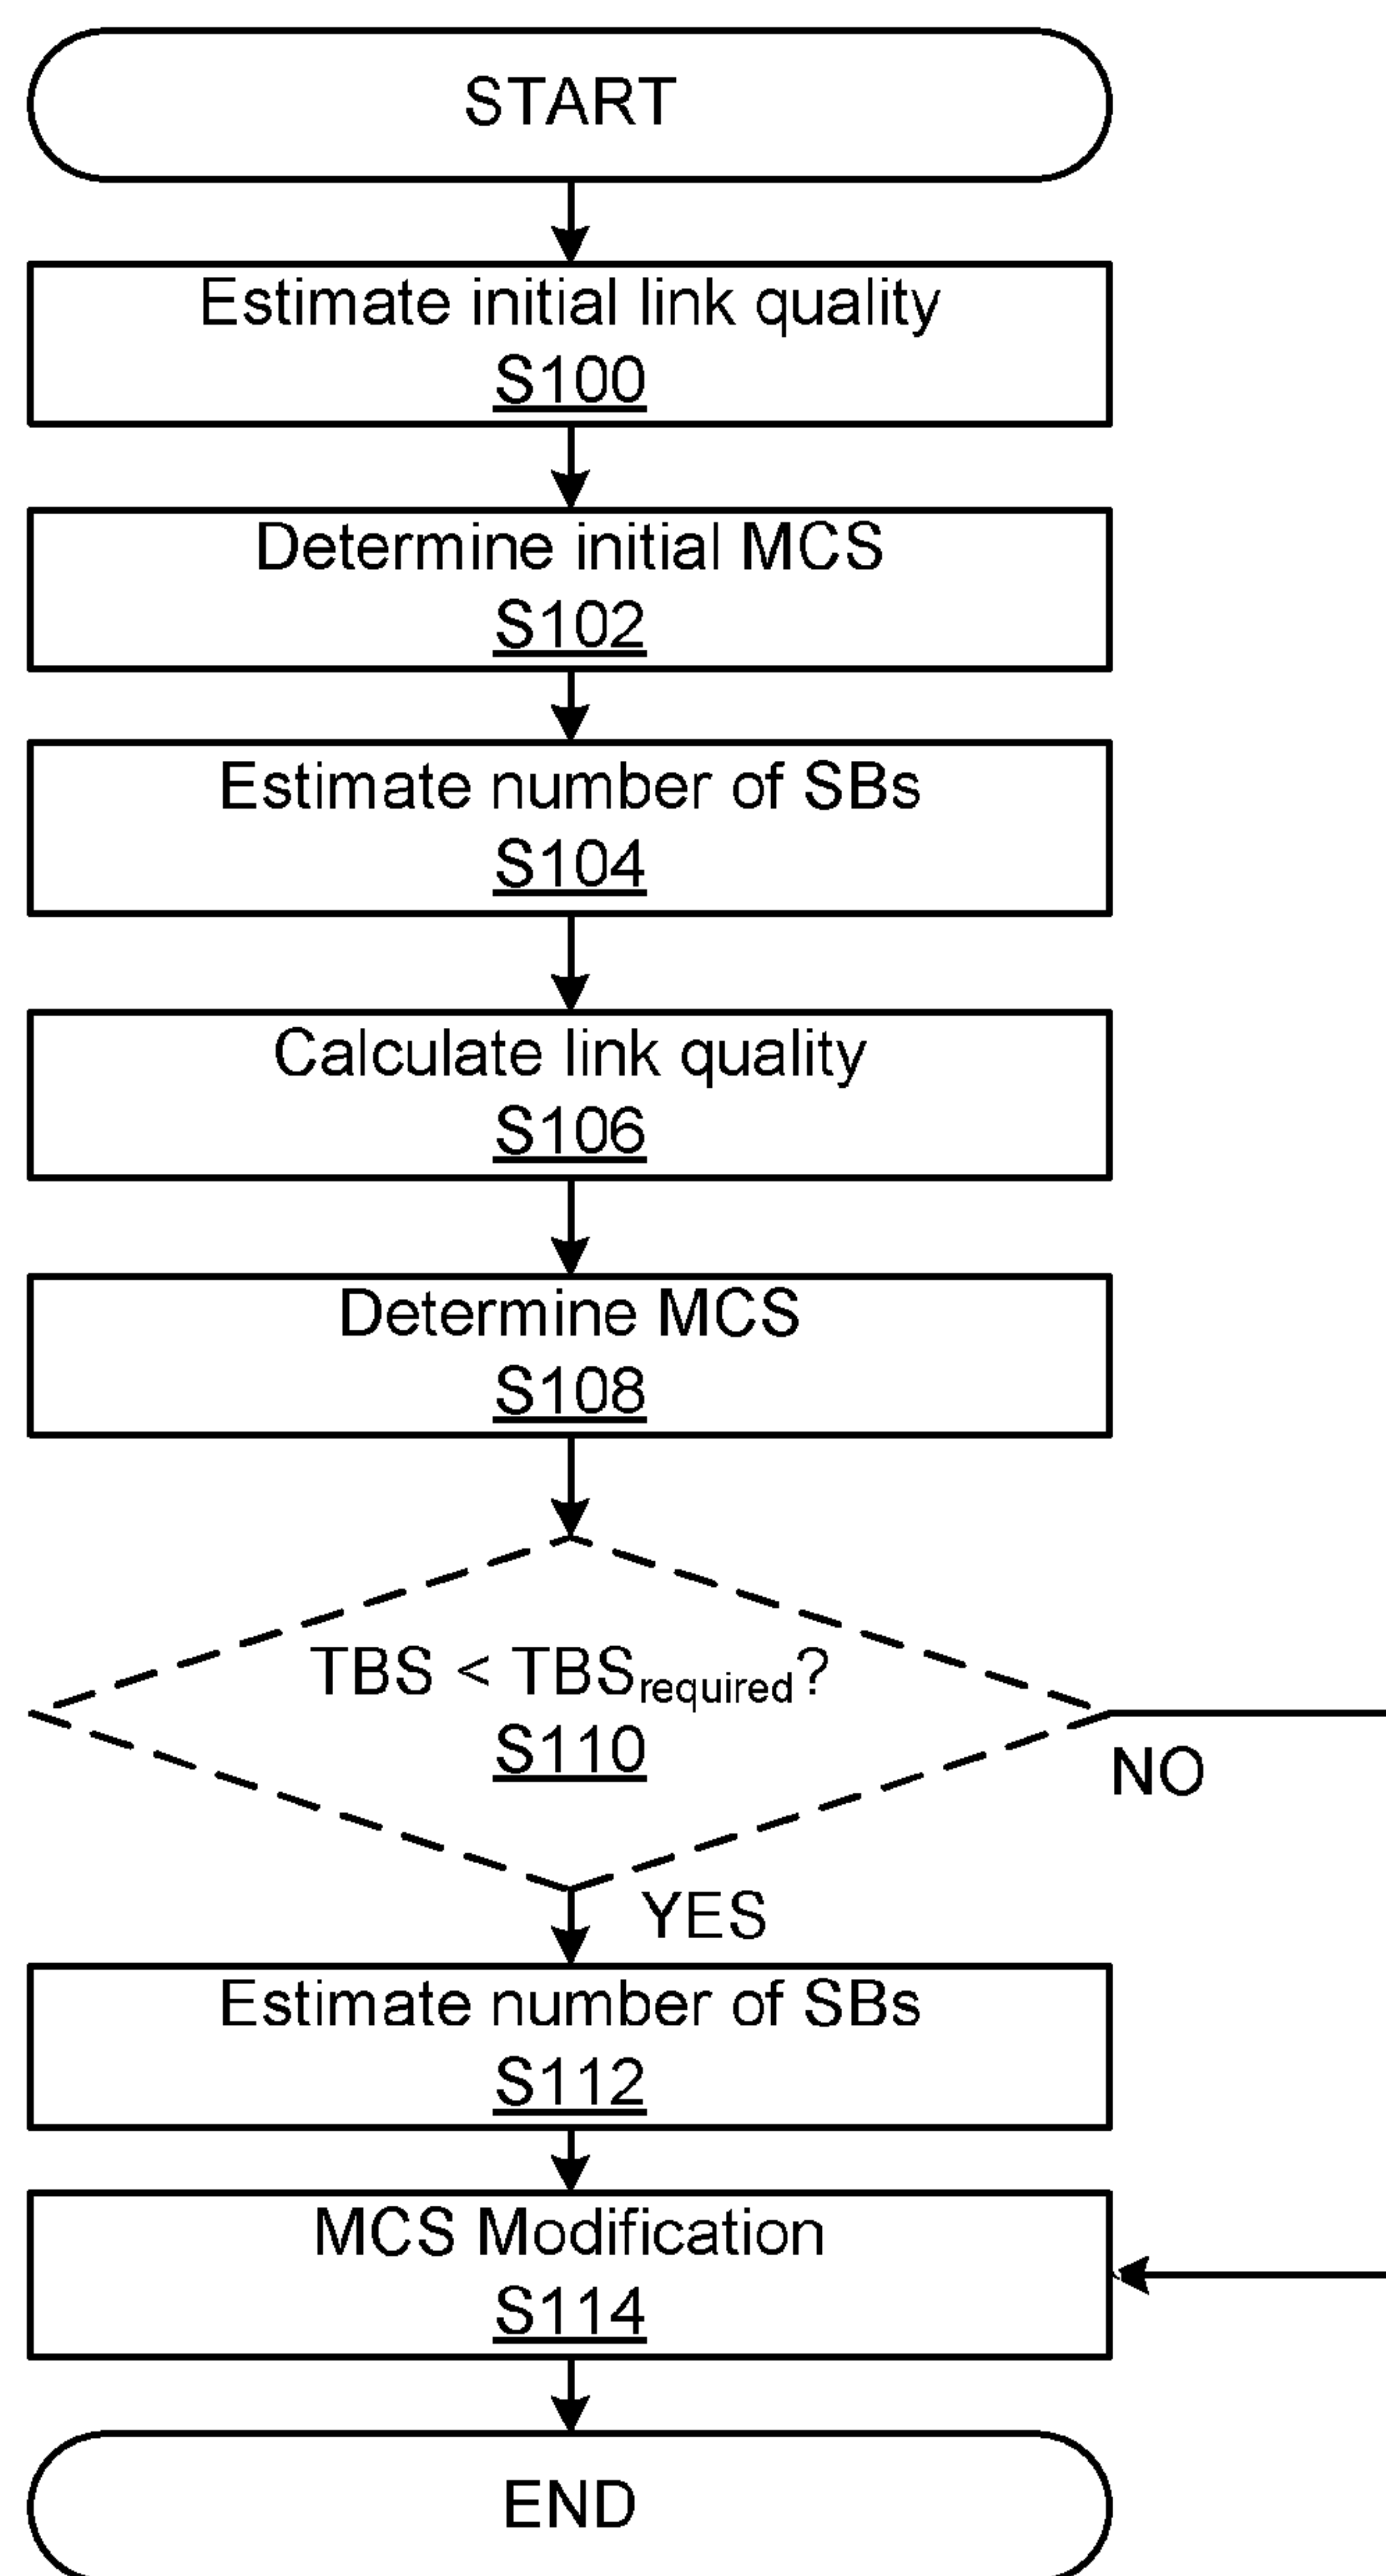 START
Estimate initial link quality
S100
Determine initial MCS
S102
Estimate number of SBs
S104
Calculate link quality
S106
Determine MCS
S108
TBS < TBSrequired?
S110
NO
YES
Estimate number of SBs
S112
MCS Modification
S114
END